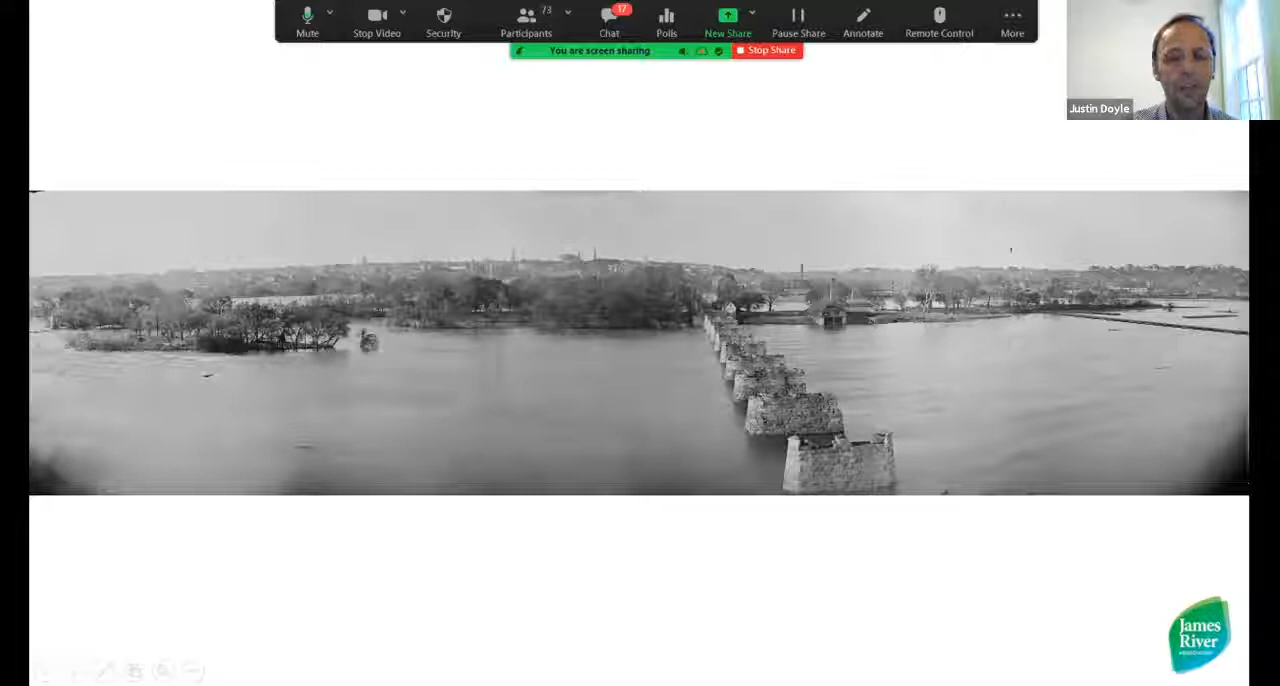 Mute
Stop Video
Security
Participants
73
Chat
17
Polls
New Share
Pause Share
Annotate
Remote Control
More
You are screen sharing
Stop Share
Justin Doyle
James
River
ASSOCIATION